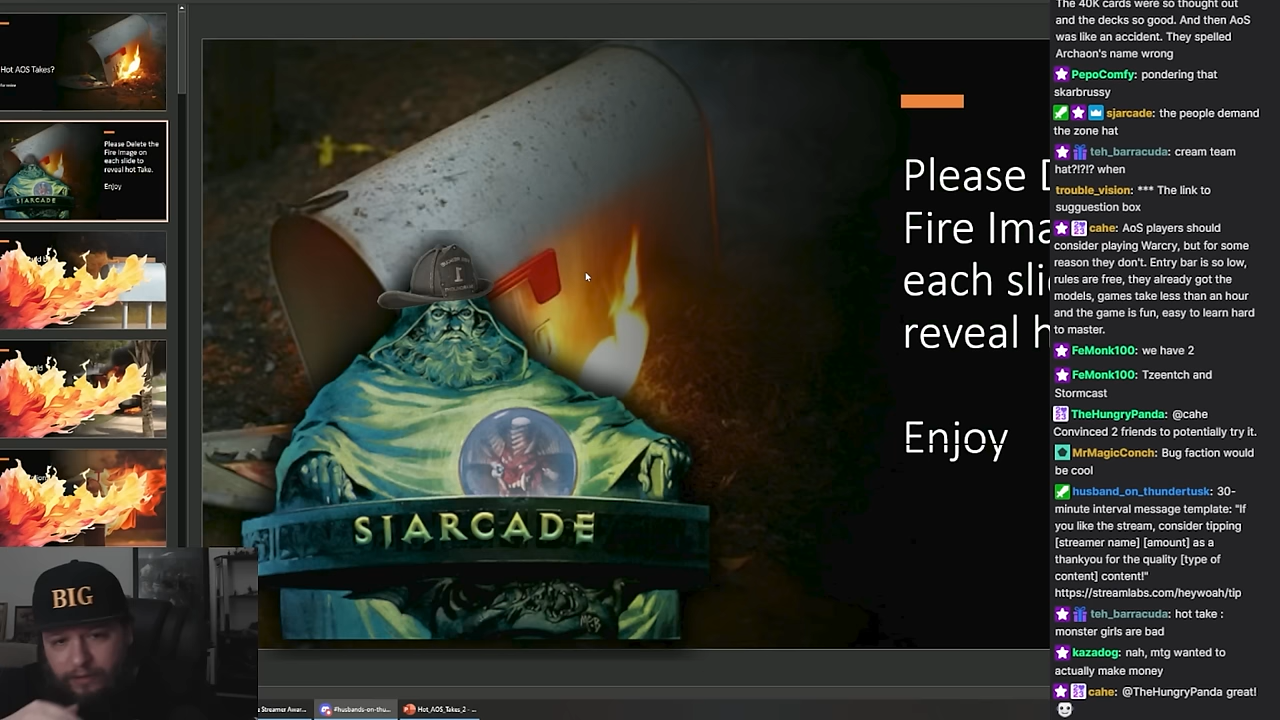 Hot AOS Takes?
Please Delete the
Fire Image on
each slide to
reveal hot Take.
Enjoy
SJARCADE
Please
Fire Ima
each sli
reveal h
Enjoy
1
SJARCADE
BIG
Streamer Awar...
#husbands-on-thu...
Hot_AOS_Takes_2 - ...
The 40K cards were so thought out
and the decks so good. And then AoS
was like an accident. They spelled
Archaon's name wrong
PepoComfy: pondering that
skarbrussy
sjarcade: the people demand
the zone hat
teh_barracuda: cream team
hat?!?!? when
trouble_vision: *** The link to
sugguestion box
cahe: AoS players should
consider playing Warcry, but for some
reason they don't. Entry bar is so low,
rules are free, they already got the
models, games take less than an hour
and the game is fun, easy to learn hard
to master.
FeMonk100: we have 2
FeMonk100: Tzeentch and
Stormcast
TheHungryPanda: @cahe
Convinced 2 friends to potentially try it.
MrMagicConch: Bug faction would
be cool
husband_on_thundertusk: 30-
minute interval message template: "If
you like the stream, consider tipping
[streamer name] [amount] as a
thankyou for the quality [type of
content] content!"
https://streamlabs.com/heywoah/tip
teh_barracuda: hot take :
monster girls are bad
kazadog: nah, mtg wanted to
actually make money
cahe: @TheHungryPanda great!